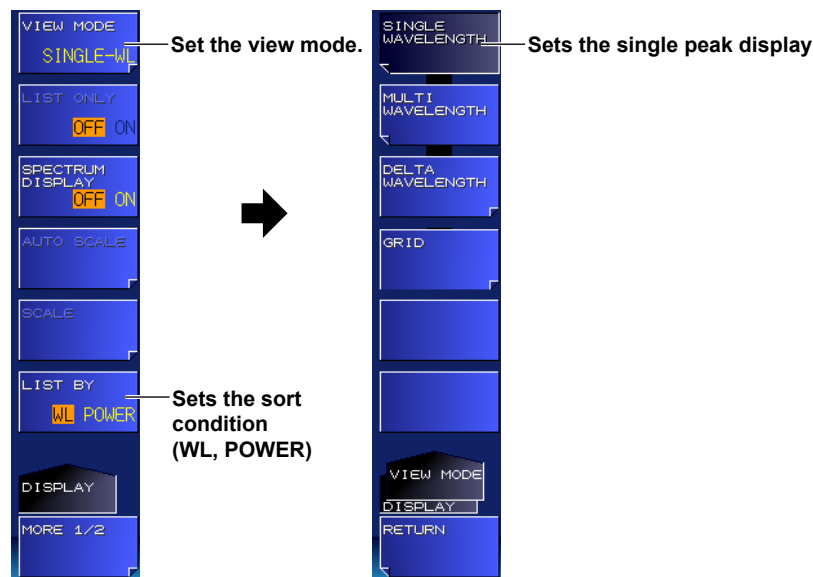 VIEW MODE
SINGLE-WL
Set the view mode.
LIST ONLY
OFF ON
SPECTRUM
DISPLAY
OFF ON
AUTO SCALE
SCALE
LIST BY
WL POWER
Sets the sort
condition
(WL, POWER)
DISPLAY
MORE 1/2
SINGLE
WAVELENGTH
Sets the single peak display
MULTI
WAVELENGTH
DELTA
WAVELENGTH
GRID
VIEW MODE
DISPLAY
RETURN